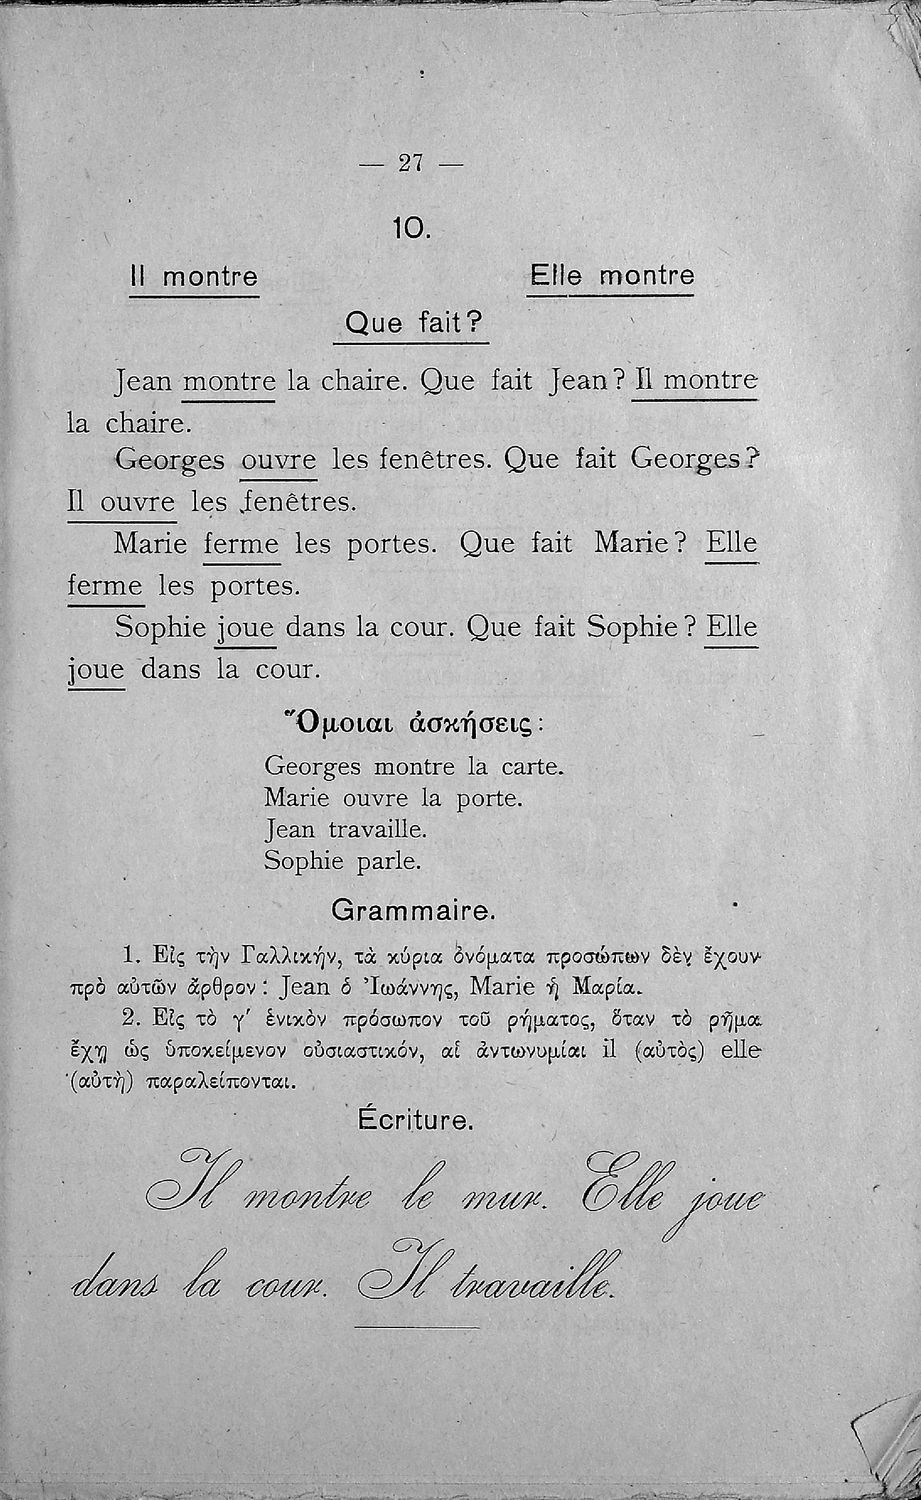 — 27 —
10.
Il montre Elle montre
Que fait?
Jean montre la chaire. Que fait Jean? Il montre
la chaire.
Georges ouvre les fenêtres. Que fait Georges?
Il ouvre les fenêtres.
Marie ferme les portes. Que fait Marie? Elle
ferme les portes.
Sophie joue dans la cour. Que fait Sophie? Elle
joue dans la cour.
Ὅμοιαι ἀσκήσεις:
Georges montre la carte.
Marie ouvre la porte.
Jean travaille.
Sophie parle.
Grammaire.
1. Εἰς τὴν Γαλλικήν, τὰ κύρια ὀνόματα προσώπων δὲν ἔχουν
πρὸ αὐτῶν ἄρθρον: Jean ὁ Ἰωάννης, Marie ἡ Μαρία.
2. Εἰς τὸ γʹ ἑνικὸν πρόσωπον τοῦ ρήματος, ὅταν τὸ ρῆμα
ἔχῃ ὡς ὑποκείμενον οὐσιαστικόν, αἱ ἀντωνυμίαι il (αὐτὸς) elle
(αὐτὴ) παραλείπονται.
Écriture.
Il montre le mur. Elle joue
dans la cour. Il travaille.